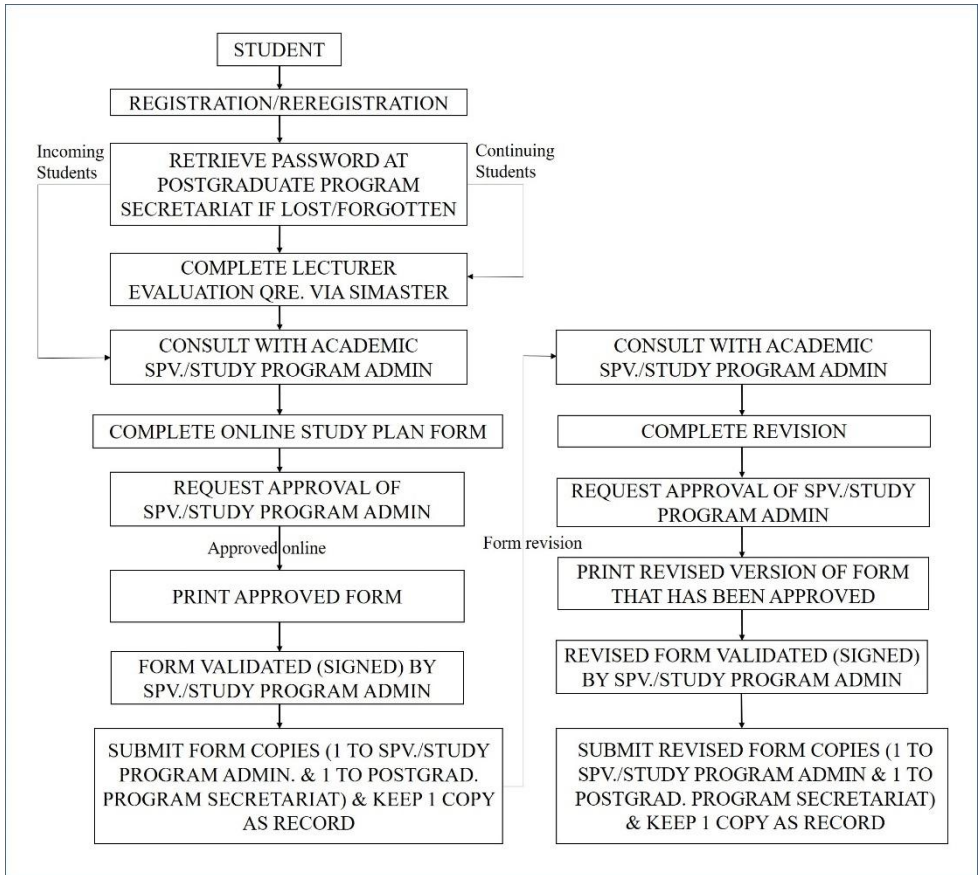 STUDENT
REGISTRATION/REREGISTRATION
Incoming
Students
RETRIEVE PASSWORD AT
POSTGRADUATE PROGRAM
SECRETARIAT IF LOST/FORGOTTEN
Continuing
Students
COMPLETE LECTURER
EVALUATION QRE. VIA SIMASTER
CONSULT WITH ACADEMIC
SPV./STUDY PROGRAM ADMIN
COMPLETE ONLINE STUDY PLAN FORM
REQUEST APPROVAL OF
SPV./STUDY PROGRAM ADMIN
Approved online
PRINT APPROVED FORM
FORM VALIDATED (SIGNED) BY
SPV./STUDY PROGRAM ADMIN
SUBMIT FORM COPIES (1 TO SPV./STUDY
PROGRAM ADMIN. & 1 TO POSTGRAD.
PROGRAM SECRETARIAT) & KEEP 1 COPY
AS RECORD
Form revision
CONSULT WITH ACADEMIC
SPV./STUDY PROGRAM ADMIN
COMPLETE REVISION
REQUEST APPROVAL OF SPV./STUDY
PROGRAM ADMIN
PRINT REVISED VERSION OF FORM
THAT HAS BEEN APPROVED
REVISED FORM VALIDATED (SIGNED)
BY SPV./STUDY PROGRAM ADMIN
SUBMIT REVISED FORM COPIES (1 TO
SPV./STUDY PROGRAM ADMIN & 1 TO
POSTGRAD. PROGRAM SECRETARIAT)
& KEEP 1 COPY AS RECORD